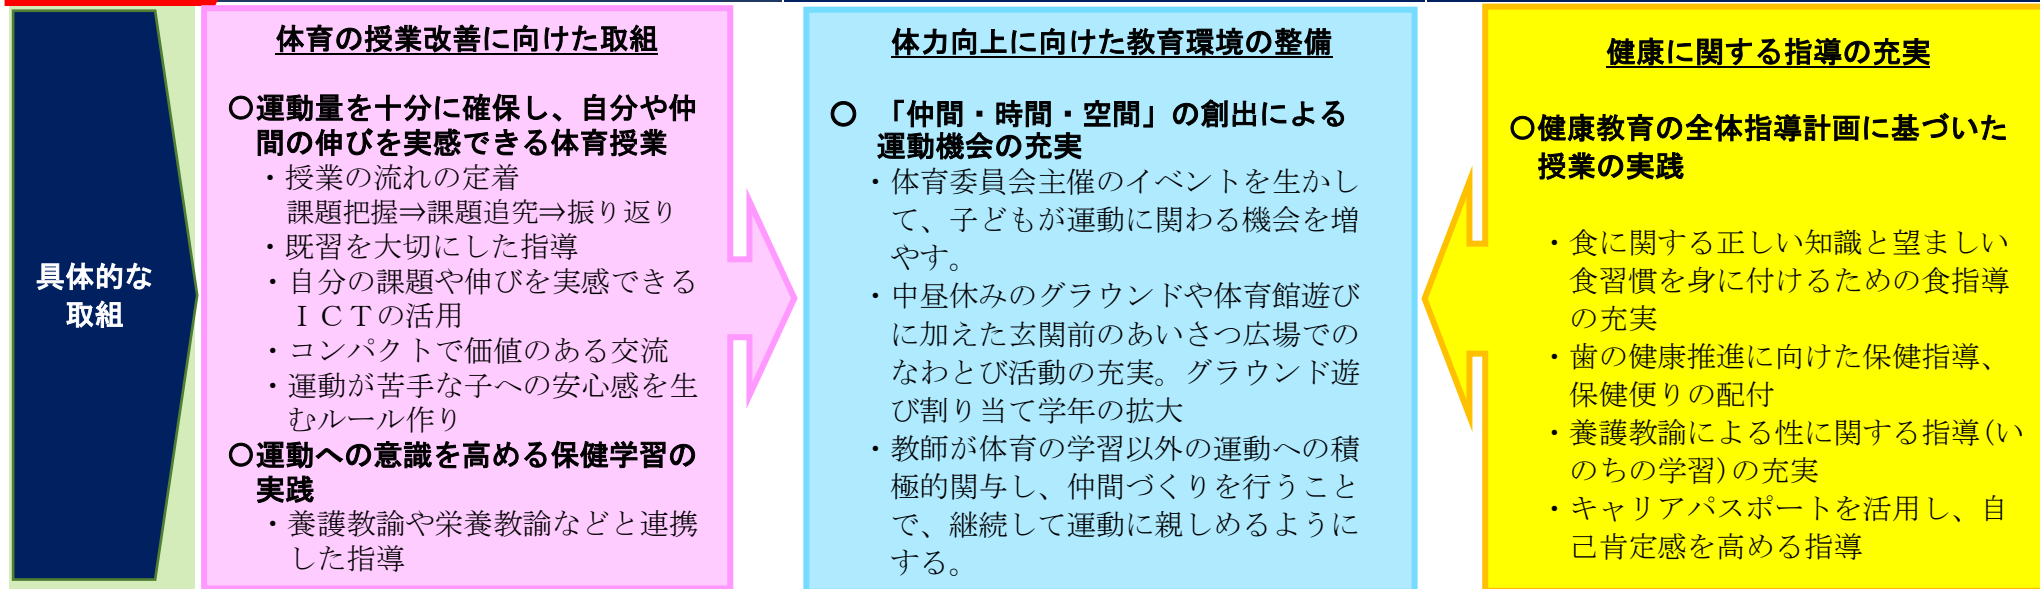 具体的な
取組
体育の授業改善に向けた取組
〇運動量を十分に確保し、自分や仲
間の伸びを実感できる体育授業
・授業の流れの定着
課題把握⇒課題追究⇒振り返り
・既習を大切にした指導
・自分の課題や伸びを実感できる
ＩＣＴの活用
・コンパクトで価値のある交流
・運動が苦手な子への安心感を生
むルール作り
〇運動への意識を高める保健学習の
実践
・養護教諭や栄養教諭などと連携
した指導
体力向上に向けた教育環境の整備
〇　「仲間・時間・空間」の創出による
運動機会の充実
・体育委員会主催のイベントを生かし
て、子どもが運動に関わる機会を増
やす。
・中昼休みのグラウンドや体育館遊び
に加えた玄関前のあいさつ広場での
なわとび活動の充実。グラウンド遊
び割り当て学年の拡大
・教師が体育の学習以外の運動への積
極的関与し、仲間づくりを行うこと
で、継続して運動に親しめるように
する。
健康に関する指導の充実
〇健康教育の全体指導計画に基づいた
授業の実践
・食に関する正しい知識と望ましい
食習慣を身に付けるための食指導
の充実
・歯の健康推進に向けた保健指導、
保健便りの配付
・養護教諭による性に関する指導(い
のちの学習)の充実
・キャリアパスポートを活用し、自
己肯定感を高める指導